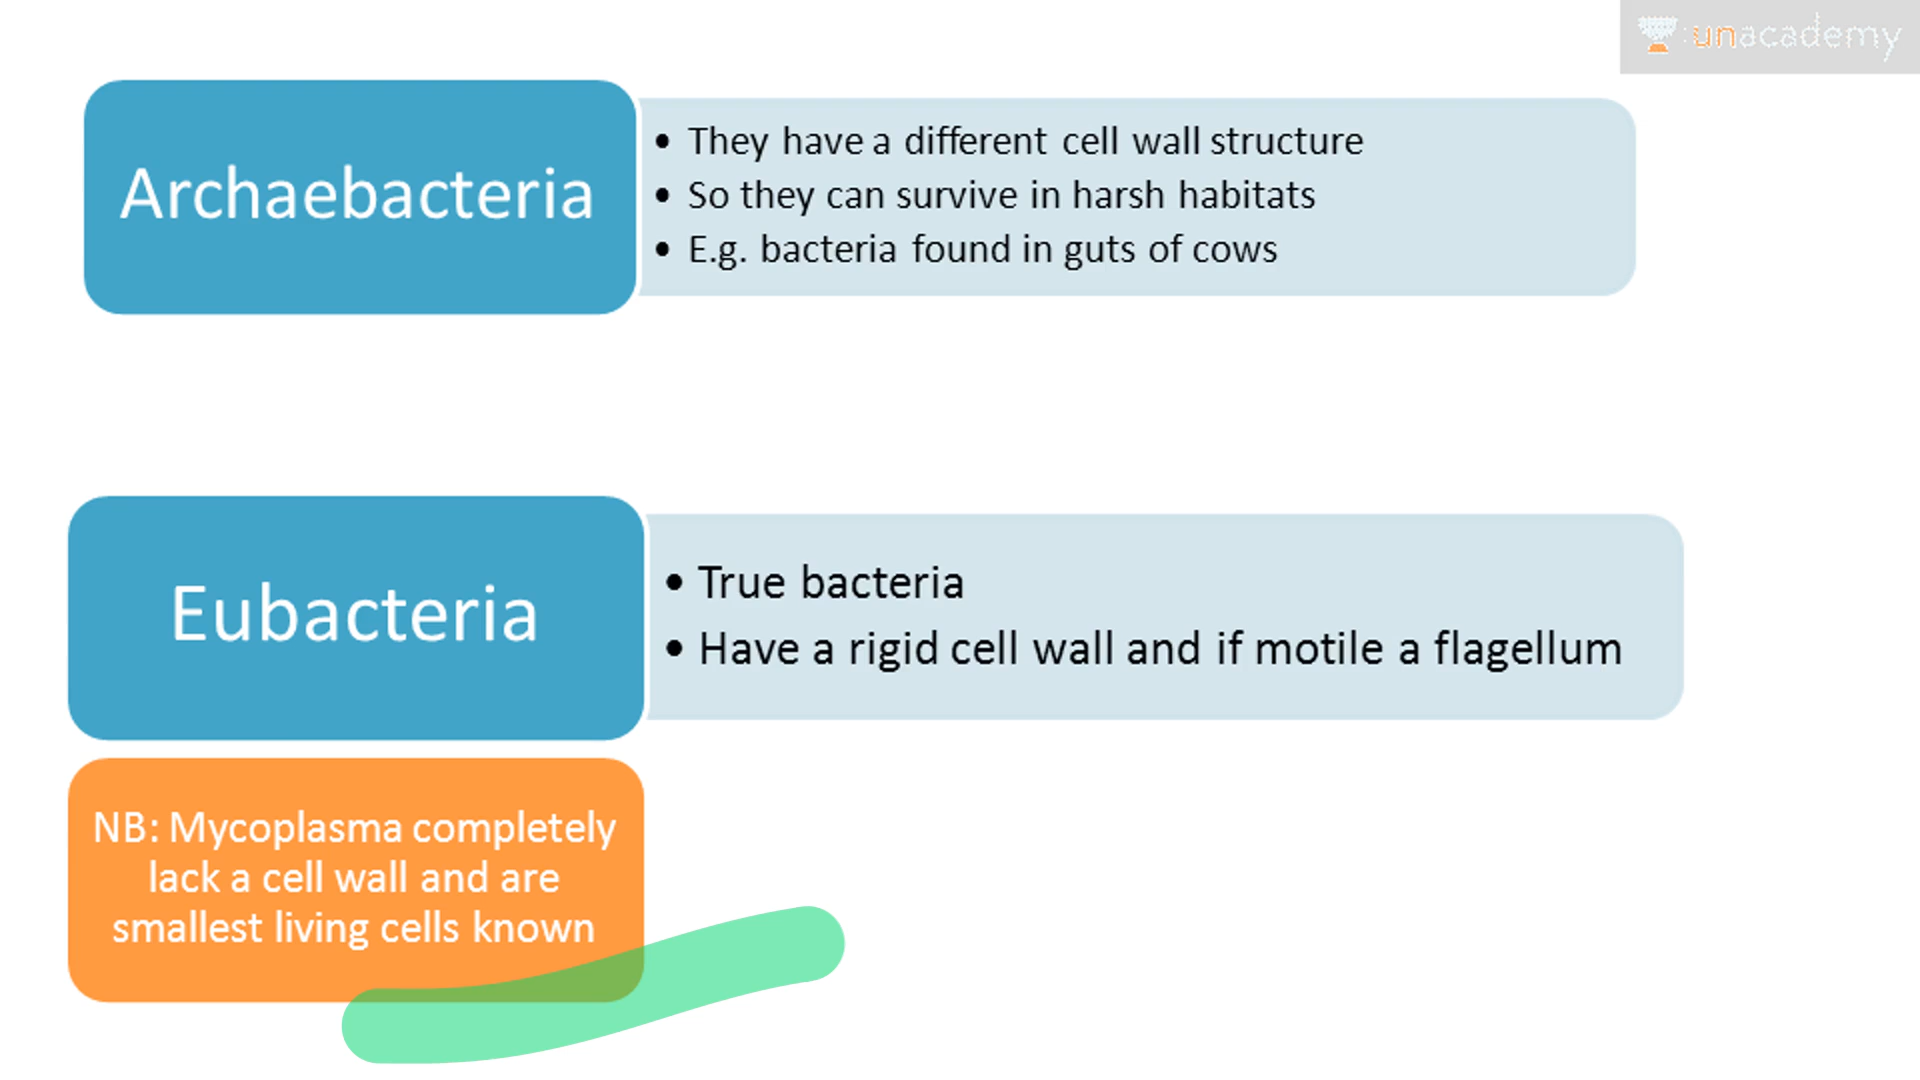 unacademy
Archaebacteria
• They have a different cell wall structure
• So they can survive in harsh habitats
• E.g. bacteria found in guts of cows
Eubacteria
• True bacteria
• Have a rigid cell wall and if motile a flagellum
NB: Mycoplasma completely
lack a cell wall and are
smallest living cells known